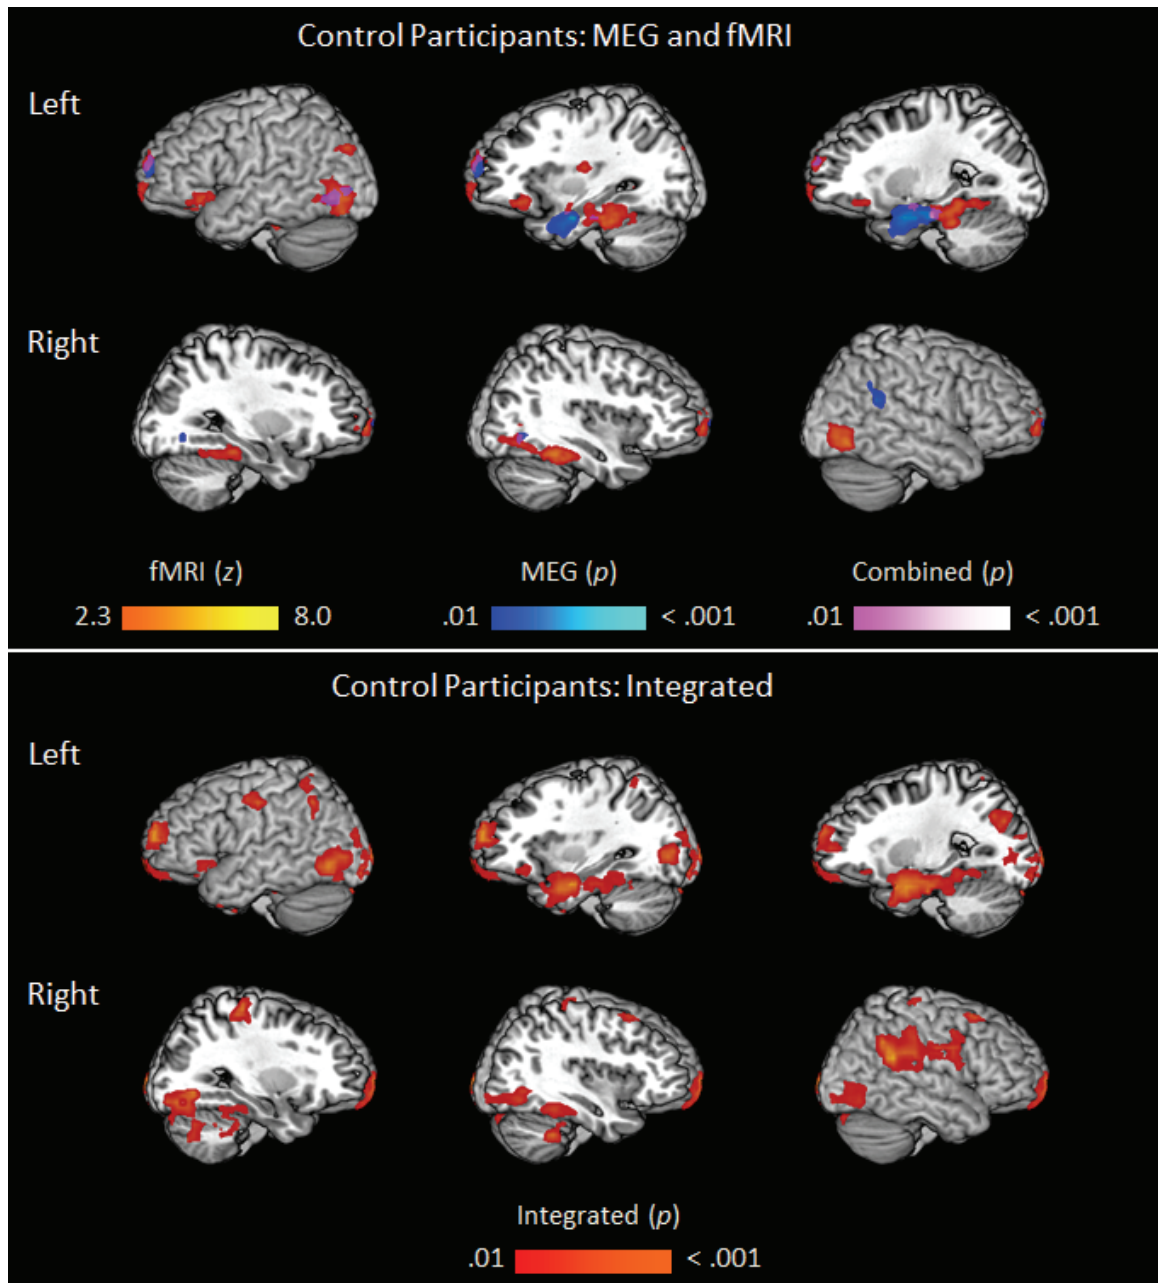 Control Participants: MEG and fMRI
Left
Right
fMRI (z) MEG (p) Combined (p)
2.3 8.0 .01 < .001 .01 < .001
Control Participants: Integrated
Left
Right
Integrated (p)
.01 < .001